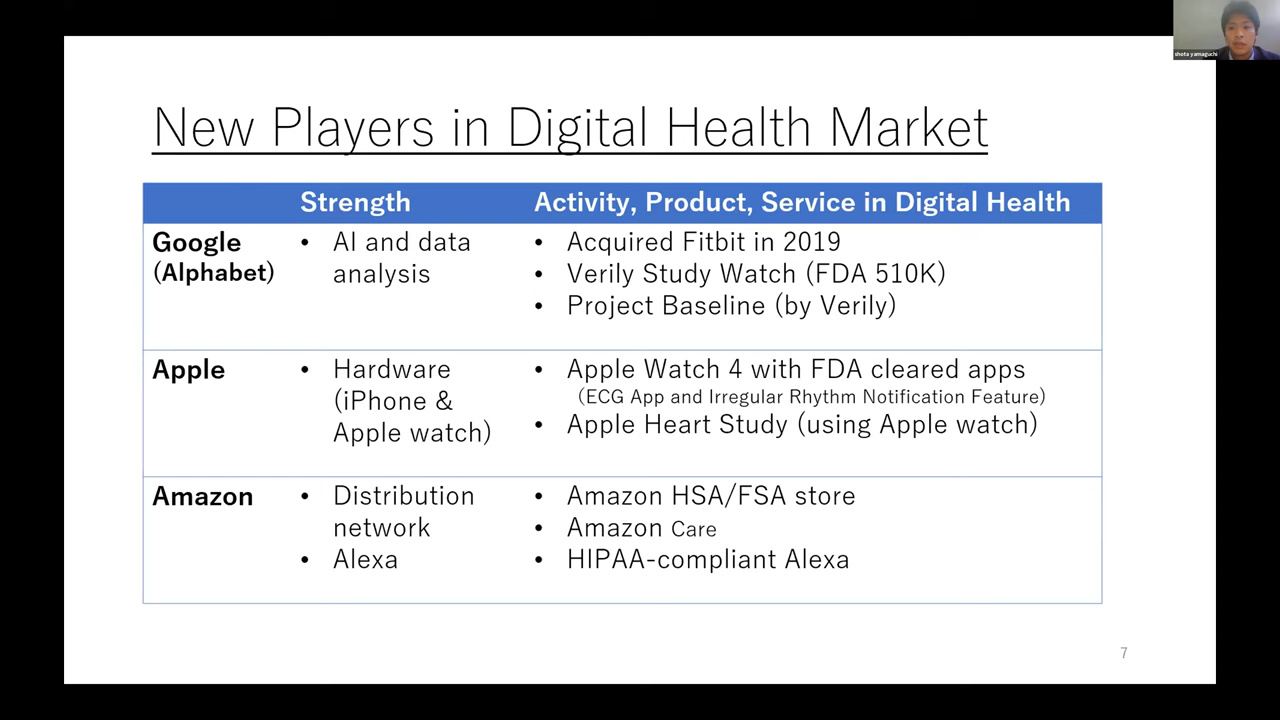 shota yamaguchi
New Players in Digital Health Market
Strength
Activity, Product, Service in Digital Health
Google
(Alphabet)
• AI and data
analysis
• Acquired Fitbit in 2019
• Verily Study Watch (FDA 510K)
• Project Baseline (by Verily)
Apple
• Hardware
(iPhone &
Apple watch)
• Apple Watch 4 with FDA cleared apps
（ECG App and Irregular Rhythm Notification Feature)
• Apple Heart Study (using Apple watch)
Amazon
• Distribution
network
• Alexa
• Amazon HSA/FSA store
• Amazon Care
• HIPAA-compliant Alexa
7